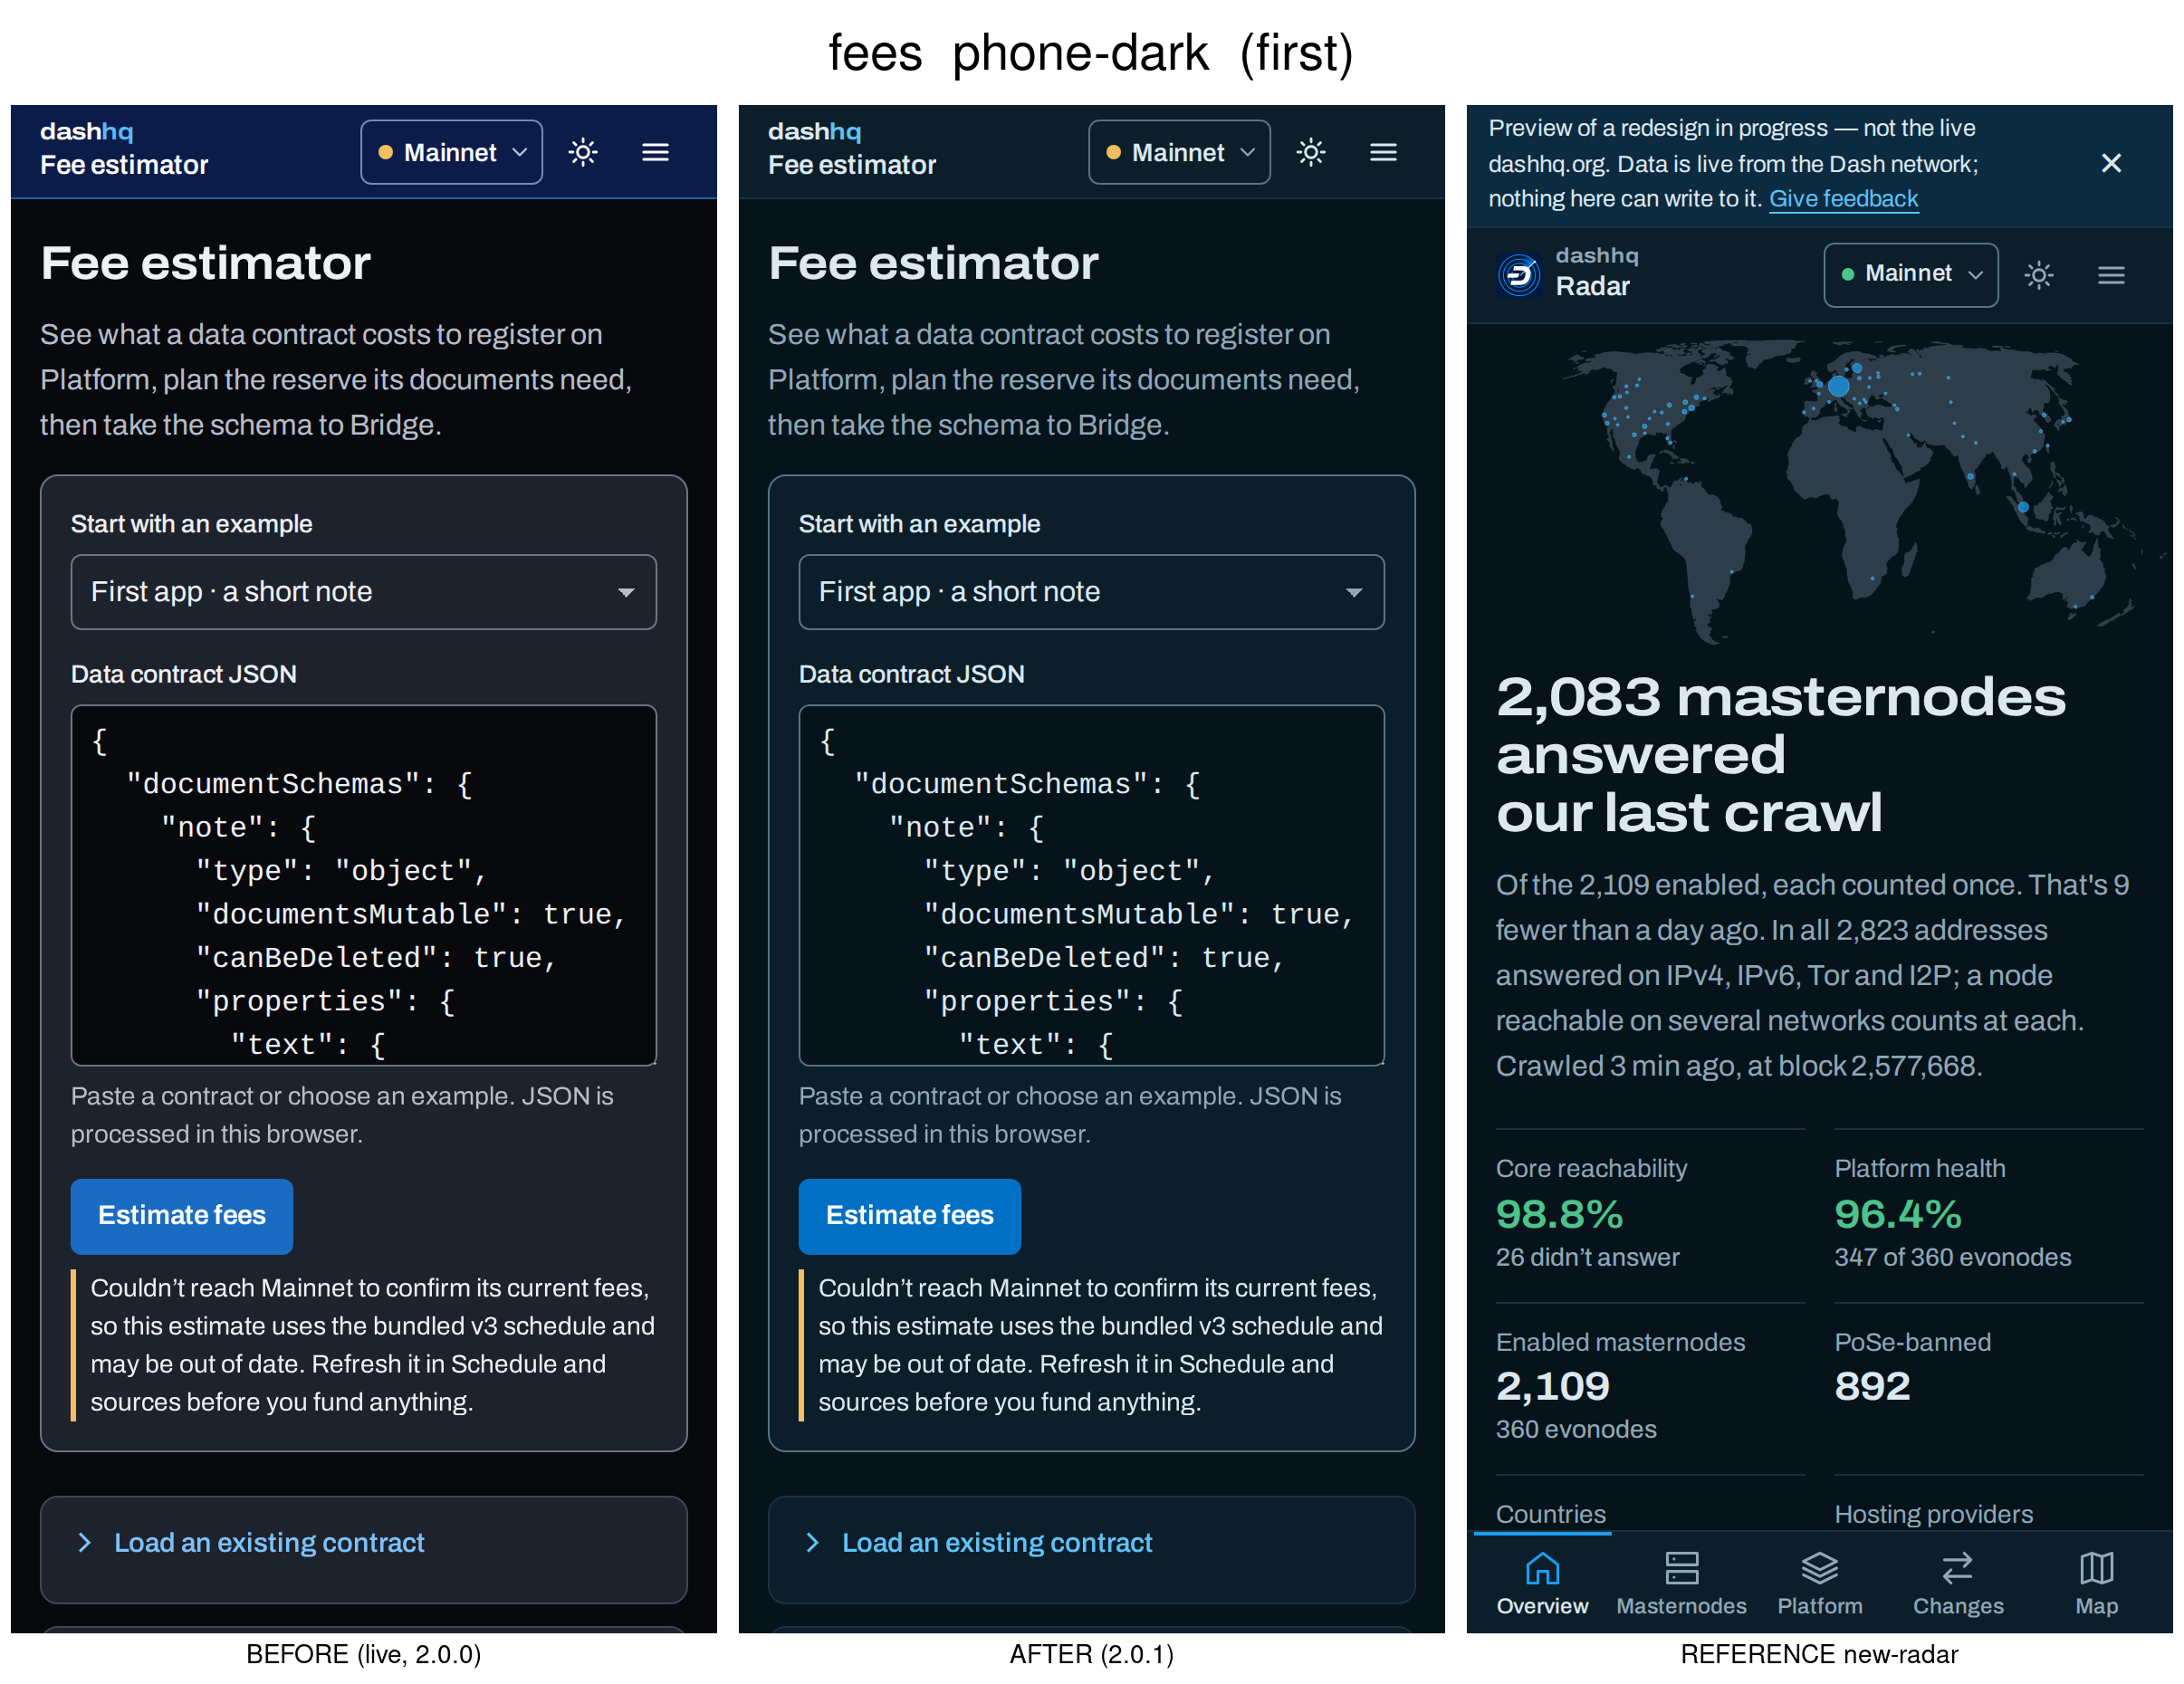 fees phone-dark (first)
dashhq
Fee estimator
Mainnet
Fee estimator
See what a data contract costs to register on
Platform, plan the reserve its documents need,
then take the schema to Bridge.
Start with an example
First app · a short note
Data contract JSON
{
"documentSchemas": {
"note": {
"type": "object",
"documentsMutable": true,
"canBeDeleted": true,
"properties": {
"text": {
Paste a contract or choose an example. JSON is
processed in this browser.
Estimate fees
Couldn’t reach Mainnet to confirm its current fees,
so this estimate uses the bundled v3 schedule and
may be out of date. Refresh it in Schedule and
sources before you fund anything.
Load an existing contract
BEFORE (live, 2.0.0)
dashhq
Fee estimator
Mainnet
Fee estimator
See what a data contract costs to register on
Platform, plan the reserve its documents need,
then take the schema to Bridge.
Start with an example
First app · a short note
Data contract JSON
{
"documentSchemas": {
"note": {
"type": "object",
"documentsMutable": true,
"canBeDeleted": true,
"properties": {
"text": {
Paste a contract or choose an example. JSON is
processed in this browser.
Estimate fees
Couldn’t reach Mainnet to confirm its current fees,
so this estimate uses the bundled v3 schedule and
may be out of date. Refresh it in Schedule and
sources before you fund anything.
Load an existing contract
AFTER (2.0.1)
Preview of a redesign in progress — not the live
dashhq.org. Data is live from the Dash network;
nothing here can write to it. Give feedback
dashhq
Radar
Mainnet
2,083 masternodes
answered
our last crawl
Of the 2,109 enabled, each counted once. That's 9
fewer than a day ago. In all 2,823 addresses
answered on IPv4, IPv6, Tor and I2P; a node
reachable on several networks counts at each.
Crawled 3 min ago, at block 2,577,668.
Core reachability
98.8%
26 didn’t answer
Platform health
96.4%
347 of 360 evonodes
Enabled masternodes
2,109
360 evonodes
PoSe-banned
892
Countries
Hosting providers
Overview
Masternodes
Platform
Changes
Map
REFERENCE new-radar